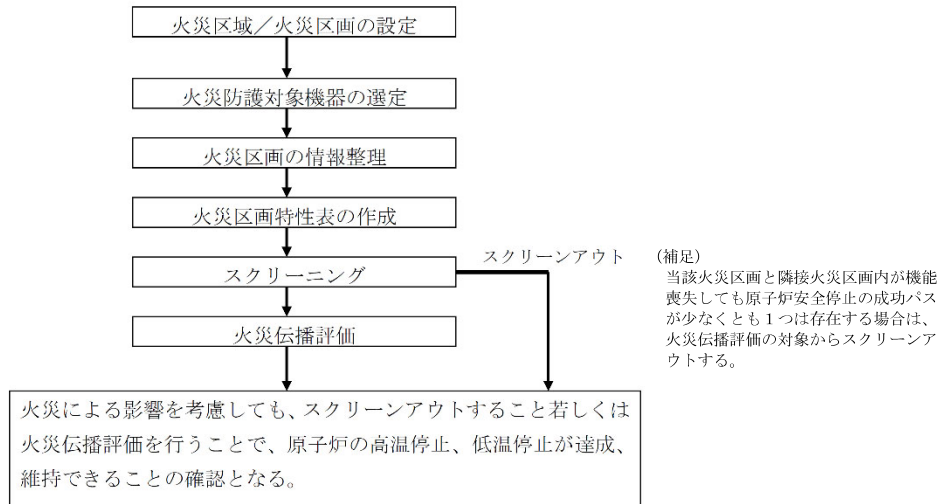 火災区域／火災区画の設定
火災防護対象機器の選定
火災区画の情報整理
火災区画特性表の作成
スクリーニング
スクリーンアウト
（補足）
当該火災区画と隣接火災区画内が機能
喪失しても原子炉安全停止の成功パス
が少なくとも１つは存在する場合は、
火災伝播評価の対象からスクリーンア
ウトする。
火災伝播評価
火災による影響を考慮しても、スクリーンアウトすること若しくは
火災伝播評価を行うことで、原子炉の高温停止、低温停止が達成、
維持できることの確認となる。